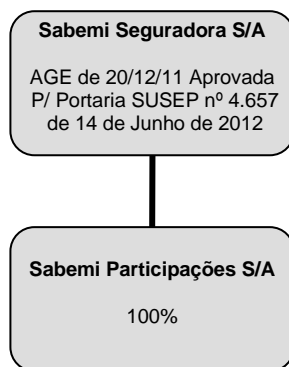 Sabemi Seguradora S/A
AGE de 20/12/11 Aprovada
P/ Portaria SUSEP nº 4.657
de 14 de Junho de 2012
Sabemi Participações S/A
100%